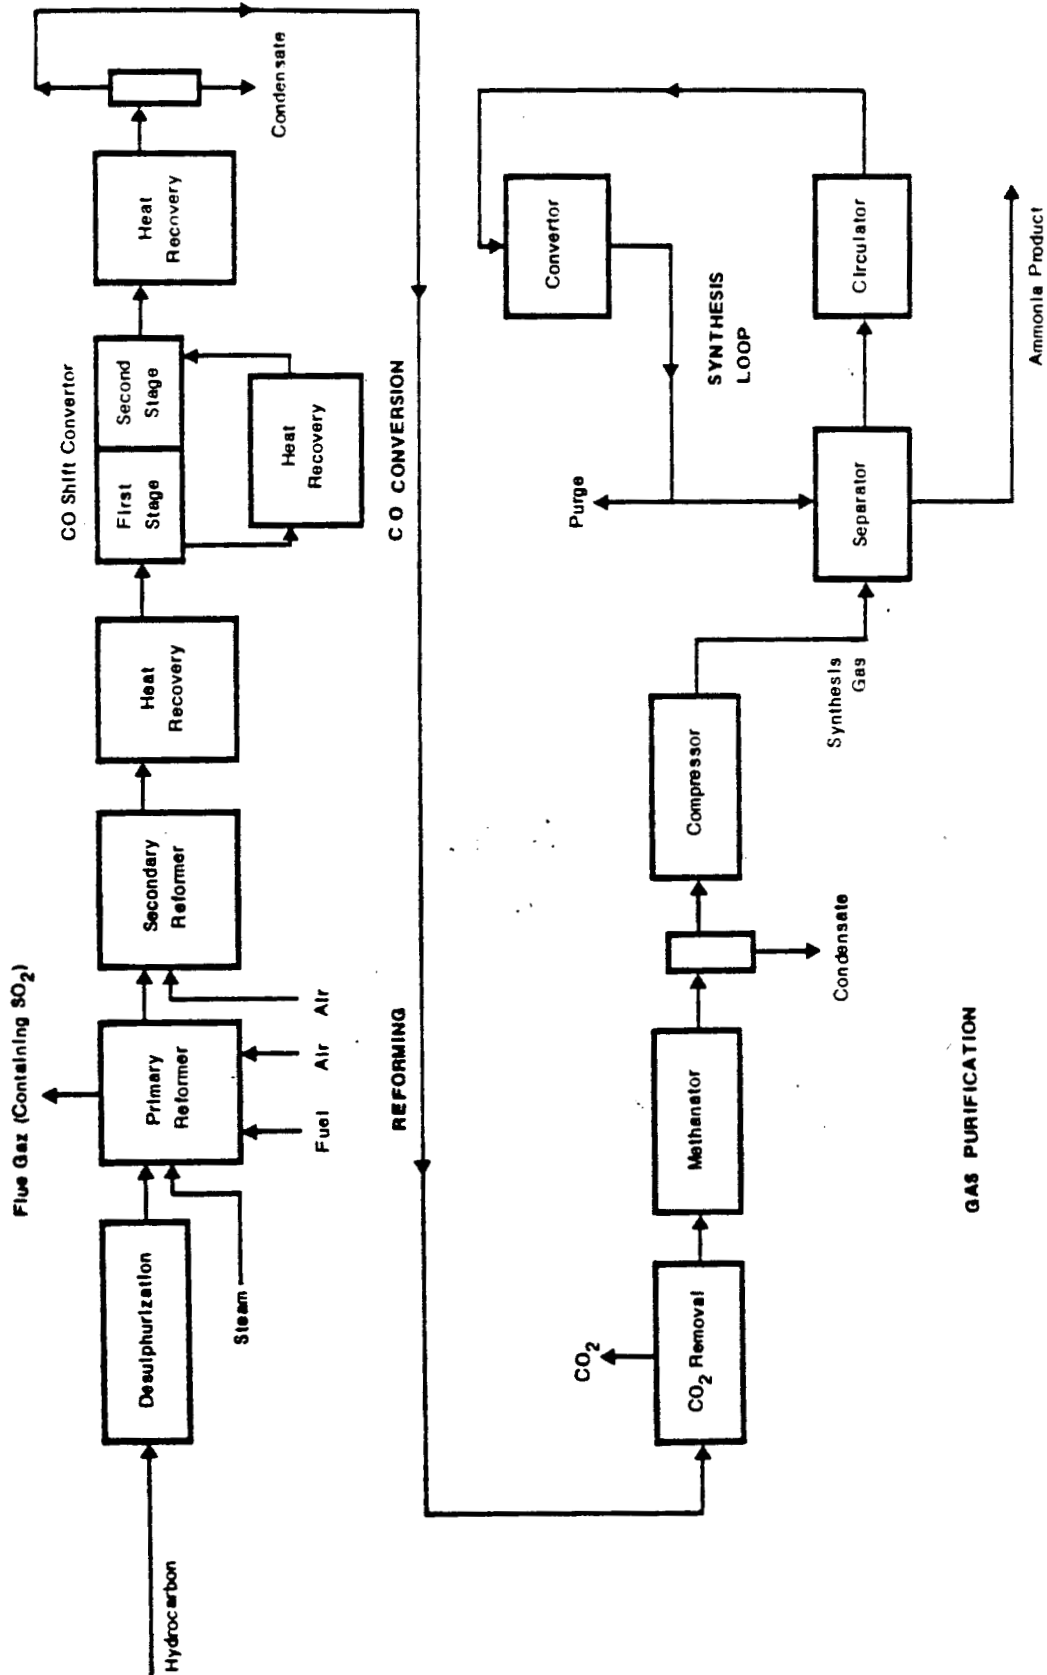 Flue Gaz (Containing SO2)
Hydrocarbon
Desulphurization
Steam
Primary
Reformer
Fuel
Air
Air
Secondary
Reformer
Heat
Recovery
CO Shift Convertor
First
Stage
Second
Stage
Heat
Recovery
Heat
Recovery
Condensate
REFORMING
CO CONVERSION
CO2
CO2 Removal
Methanator
Condensate
Compressor
Synthesis
Gas
Purge
Separator
SYNTHESIS
LOOP
Convertor
Circulator
Ammonia Product
GAS PURIFICATION